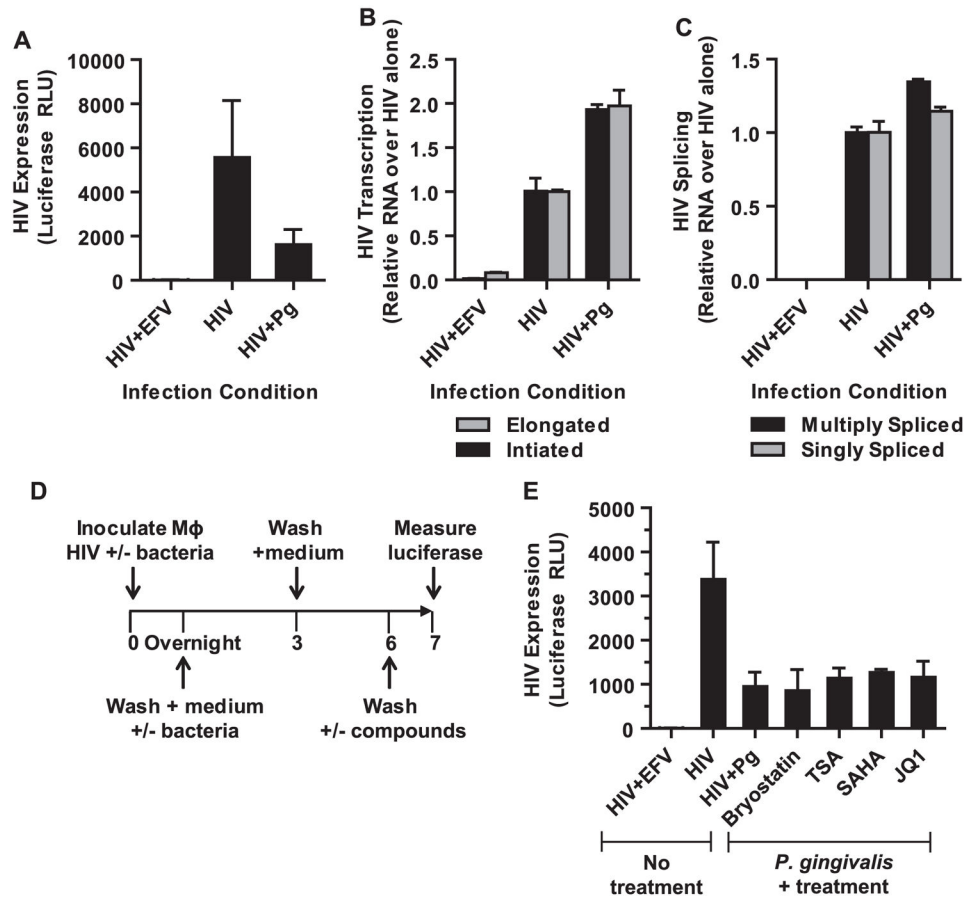 A
HIV Expression
(Luciferase RLU)
10000
8000
6000
4000
2000
0
HIV+EFV
HIV
HIV+Pg
Infection Condition
B
HIV Transcription
(Relative RNA over HIV alone)
2.5
2.0
1.5
1.0
0.5
0.0
HIV+EFV
HIV
HIV+Pg
Infection Condition
Elongated
Intiated
C
HIV Splicing
(Relative RNA over HIV alone)
1.5
1.0
0.5
0.0
HIV+EFV
HIV
HIV+Pg
Infection Condition
Multiply Spliced
Singly Spliced
D
Inoculate Mϕ
HIV +/- bacteria
Wash
+medium
Measure
luciferase
0 Overnight 3 6 7
Wash + medium
+/- bacteria
Wash
+/- compounds
E
HIV Expression
(Luciferase RLU)
5000
4000
3000
2000
1000
0
HIV+EFV
HIV
HIV+Pg
Bryostatin
TSA
SAHA
JQ1
No
treatment
P. gingivalis
+ treatment